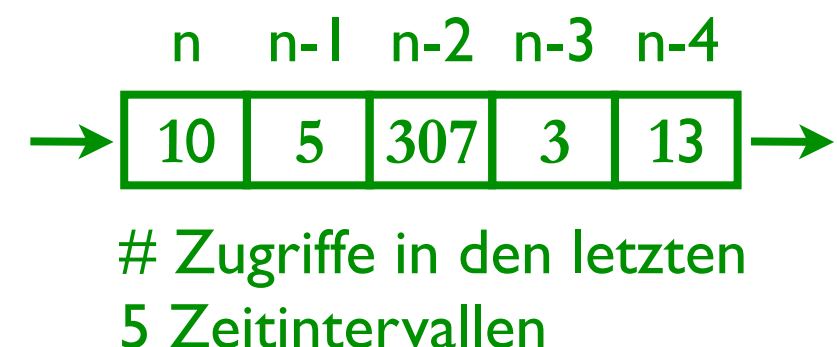 n n-1 n-2 n-3 n-4
10 5 307 3 13
# Zugriffe in den letzten
5 Zeitintervallen